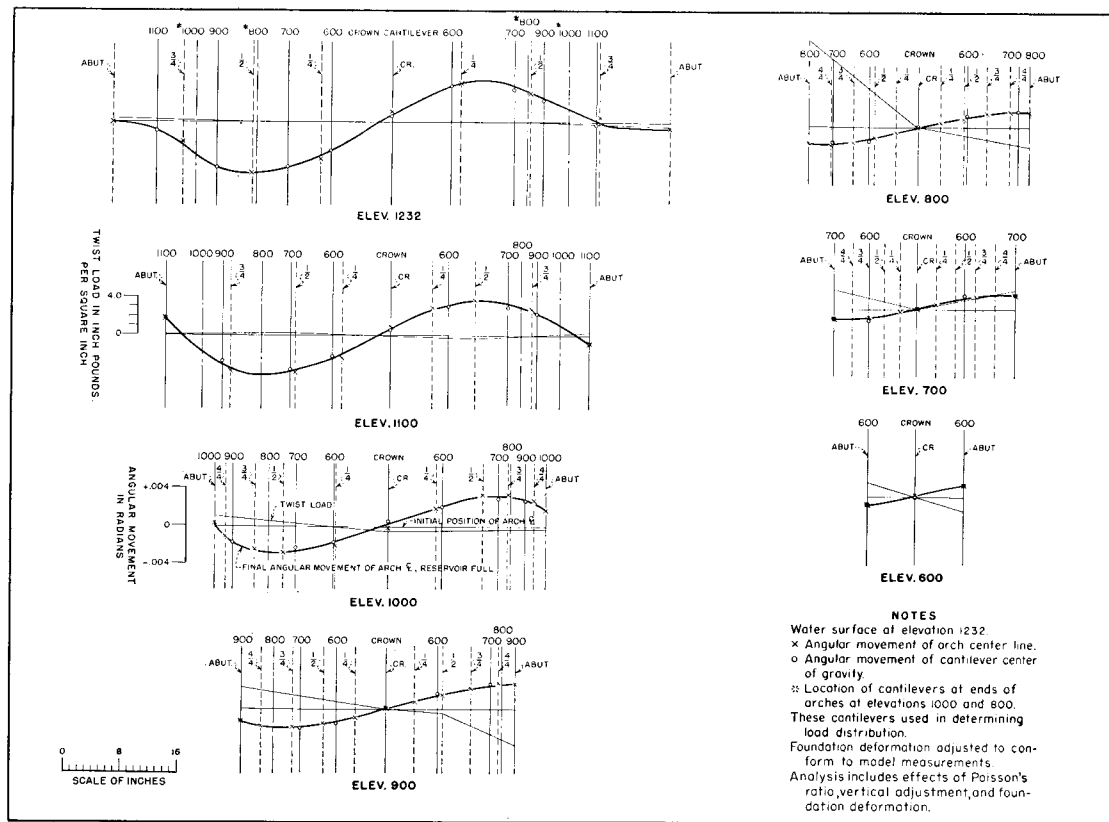 *800
1100 *1000 900 *800 700 600 CROWN CANTILEVER 600 700 900 * 1000 1100
ABUT 3/4 1/2 1/4 CR. 1/4 1/2 3/4 ABUT
ELEV. 1232
1100 1000 900 800 700 600 CROWN 600 700 800 900 1000 1100
ABUT. 3/4 1/2 1/4 CR 1/4 1/2 3/4 ABUT
TWIST LOAD IN INCH POUNDS.
PER SQUARE INCH
4.0
0
ELEV. 1100
1000 900 800 700 600 CROWN 600 700 800 900 1000
ABUT. 4/4 3/4 1/2 1/4 CR 1/4 1/2 3/4 4/4 ABUT
ANGULAR MOVEMENT
IN RADIANS
+.004
0
-.004
TWIST LOAD
INITIAL POSITION OF ARCH ℄
FINAL ANGULAR MOVEMENT OF ARCH ℄, RESERVOIR FULL
ELEV. 1000
900 800 700 600 CROWN 600 700 800 900
ABUT. 4/4 3/4 1/2 1/4 CR 1/4 1/2 3/4 4/4 ABUT
ELEV. 900
0 8 16
SCALE OF INCHES
800 700 600 CROWN 600 700 800
ABUT 4/4 3/4 1/2 1/4 CR 1/4 1/2 3/4 4/4 ABUT
ELEV. 800
700 600 CROWN 600 700
ABUT 4/4 3/4 1/2 1/4 CR 1/4 1/2 3/4 4/4 ABUT
ELEV. 700
600 CROWN 600
ABUT CR ABUT
ELEV. 600
NOTES
Water surface at elevation 1232.
× Angular movement of arch center line.
o Angular movement of cantilever center
of gravity.
※ Location of cantilevers at ends of
arches at elevations 1000 and 800.
These cantilevers used in determining
load distribution.
Foundation deformation adjusted to con-
form to model measurements.
Analysis includes effects of Poisson's
ratio, vertical adjustment, and foun-
dation deformation.